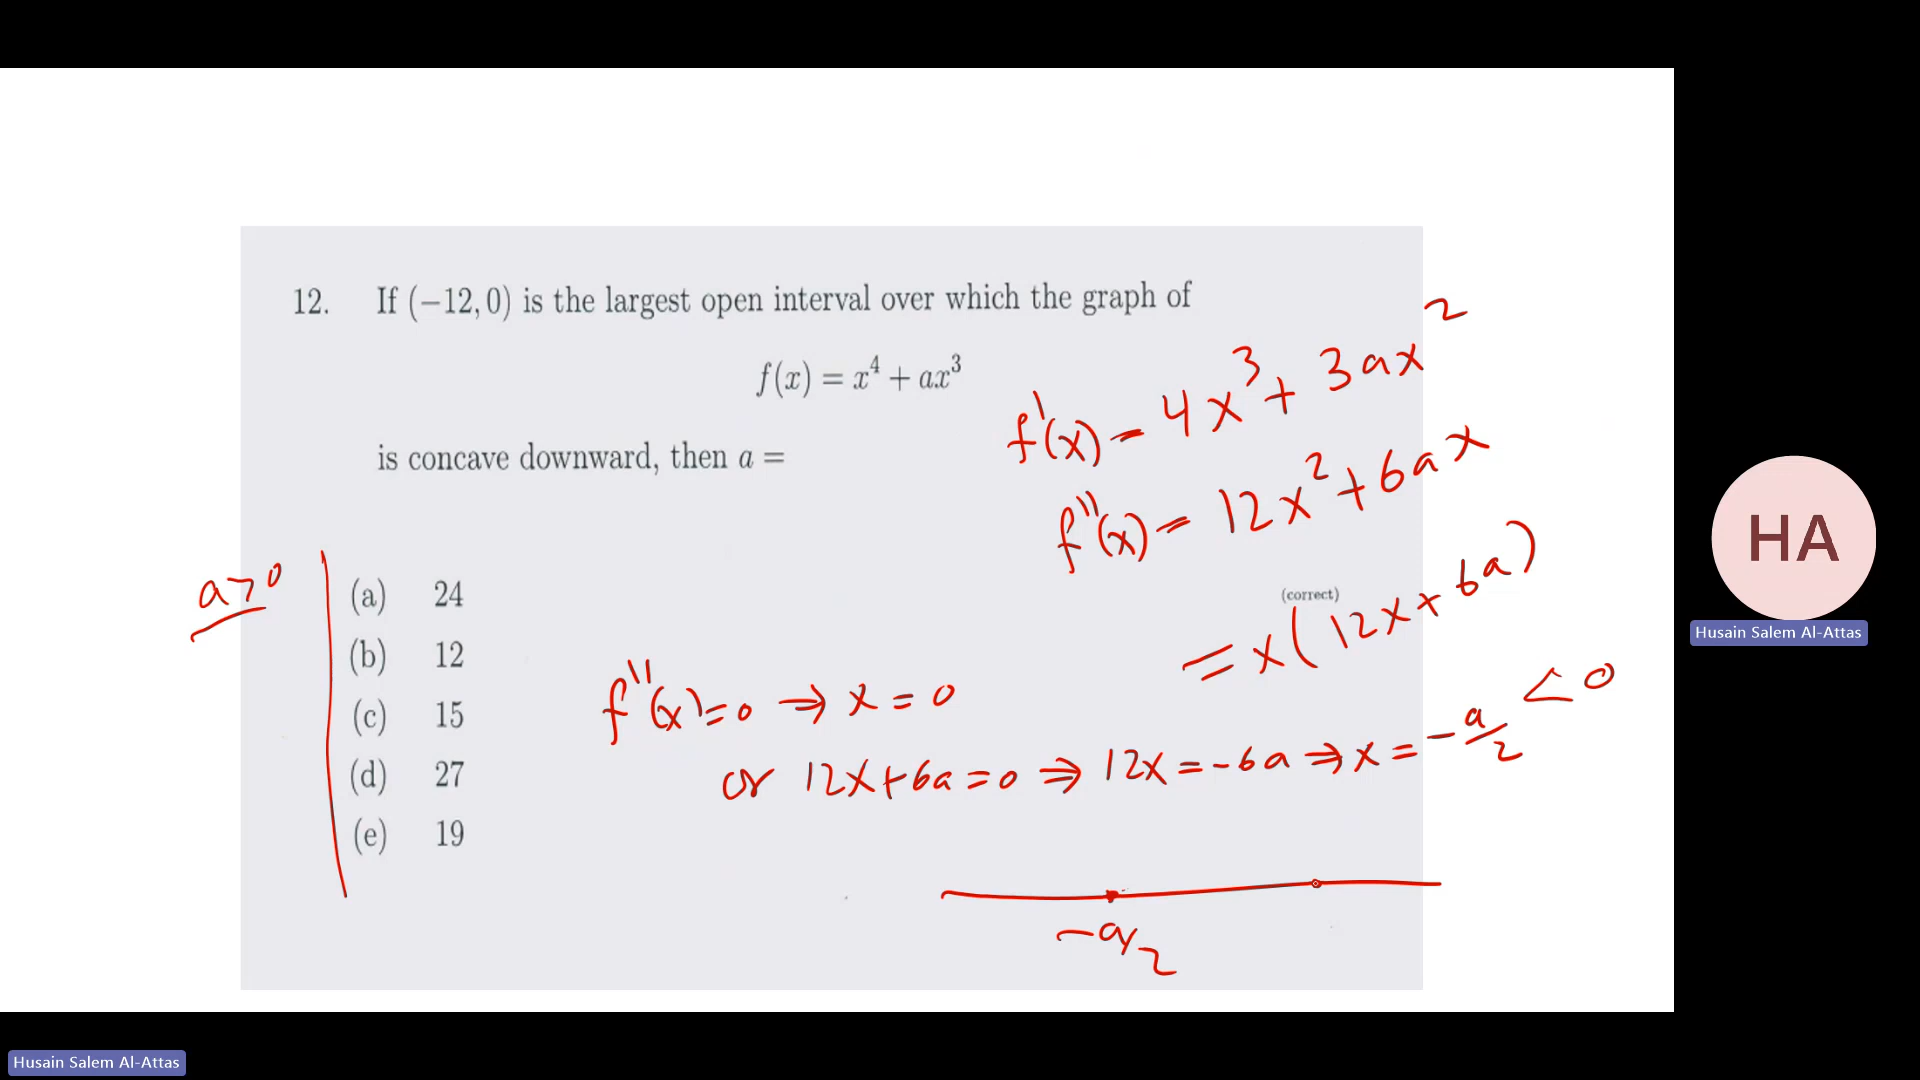 12. If (−12, 0) is the largest open interval over which the graph of
f(x) = x⁴ + ax³
f'(x) = 4x³ + 3ax²
is concave downward, then a =
f''(x) = 12x² + 6ax
a > 0
(a) 24
(correct)
= x(12x + 6a)
(b) 12
f''(x) = 0 ⇒ x = 0
(c) 15
or 12x + 6a = 0 ⇒ 12x = -6a ⇒ x = -a/2 < 0
(d) 27
(e) 19
-a/2
HA
Husain Salem Al-Attas
Husain Salem Al-Attas